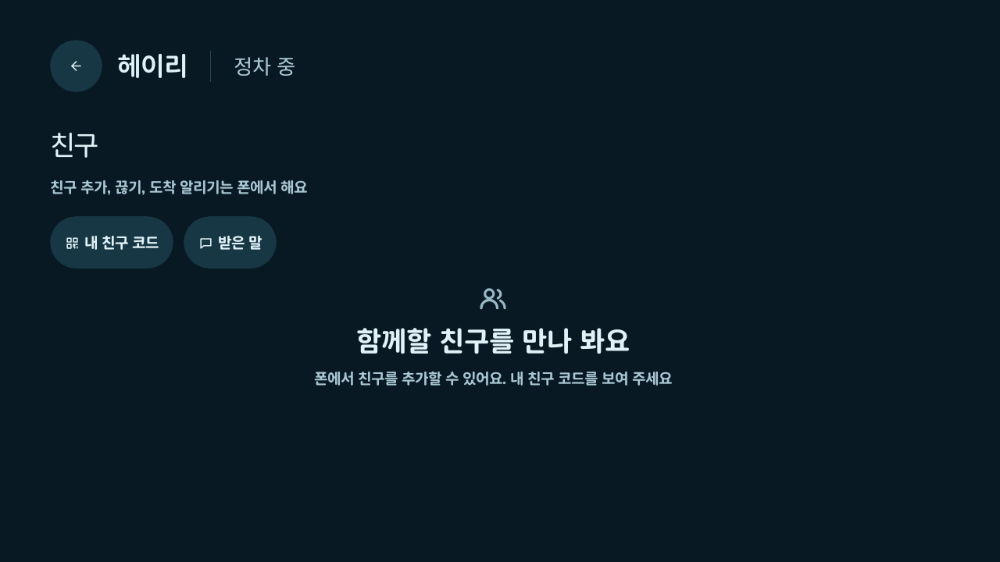 헤이리
정차 중
친구
친구 추가, 끊기, 도착 알리기는 폰에서 해요
내 친구 코드
받은 말
함께할 친구를 만나 봐요
폰에서 친구를 추가할 수 있어요. 내 친구 코드를 보여 주세요